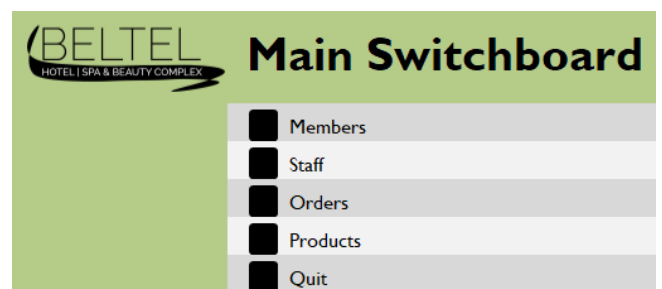 BELTEL
HOTEL | SPA & BEAUTY COMPLEX
Main Switchboard
Members
Staff
Orders
Products
Quit